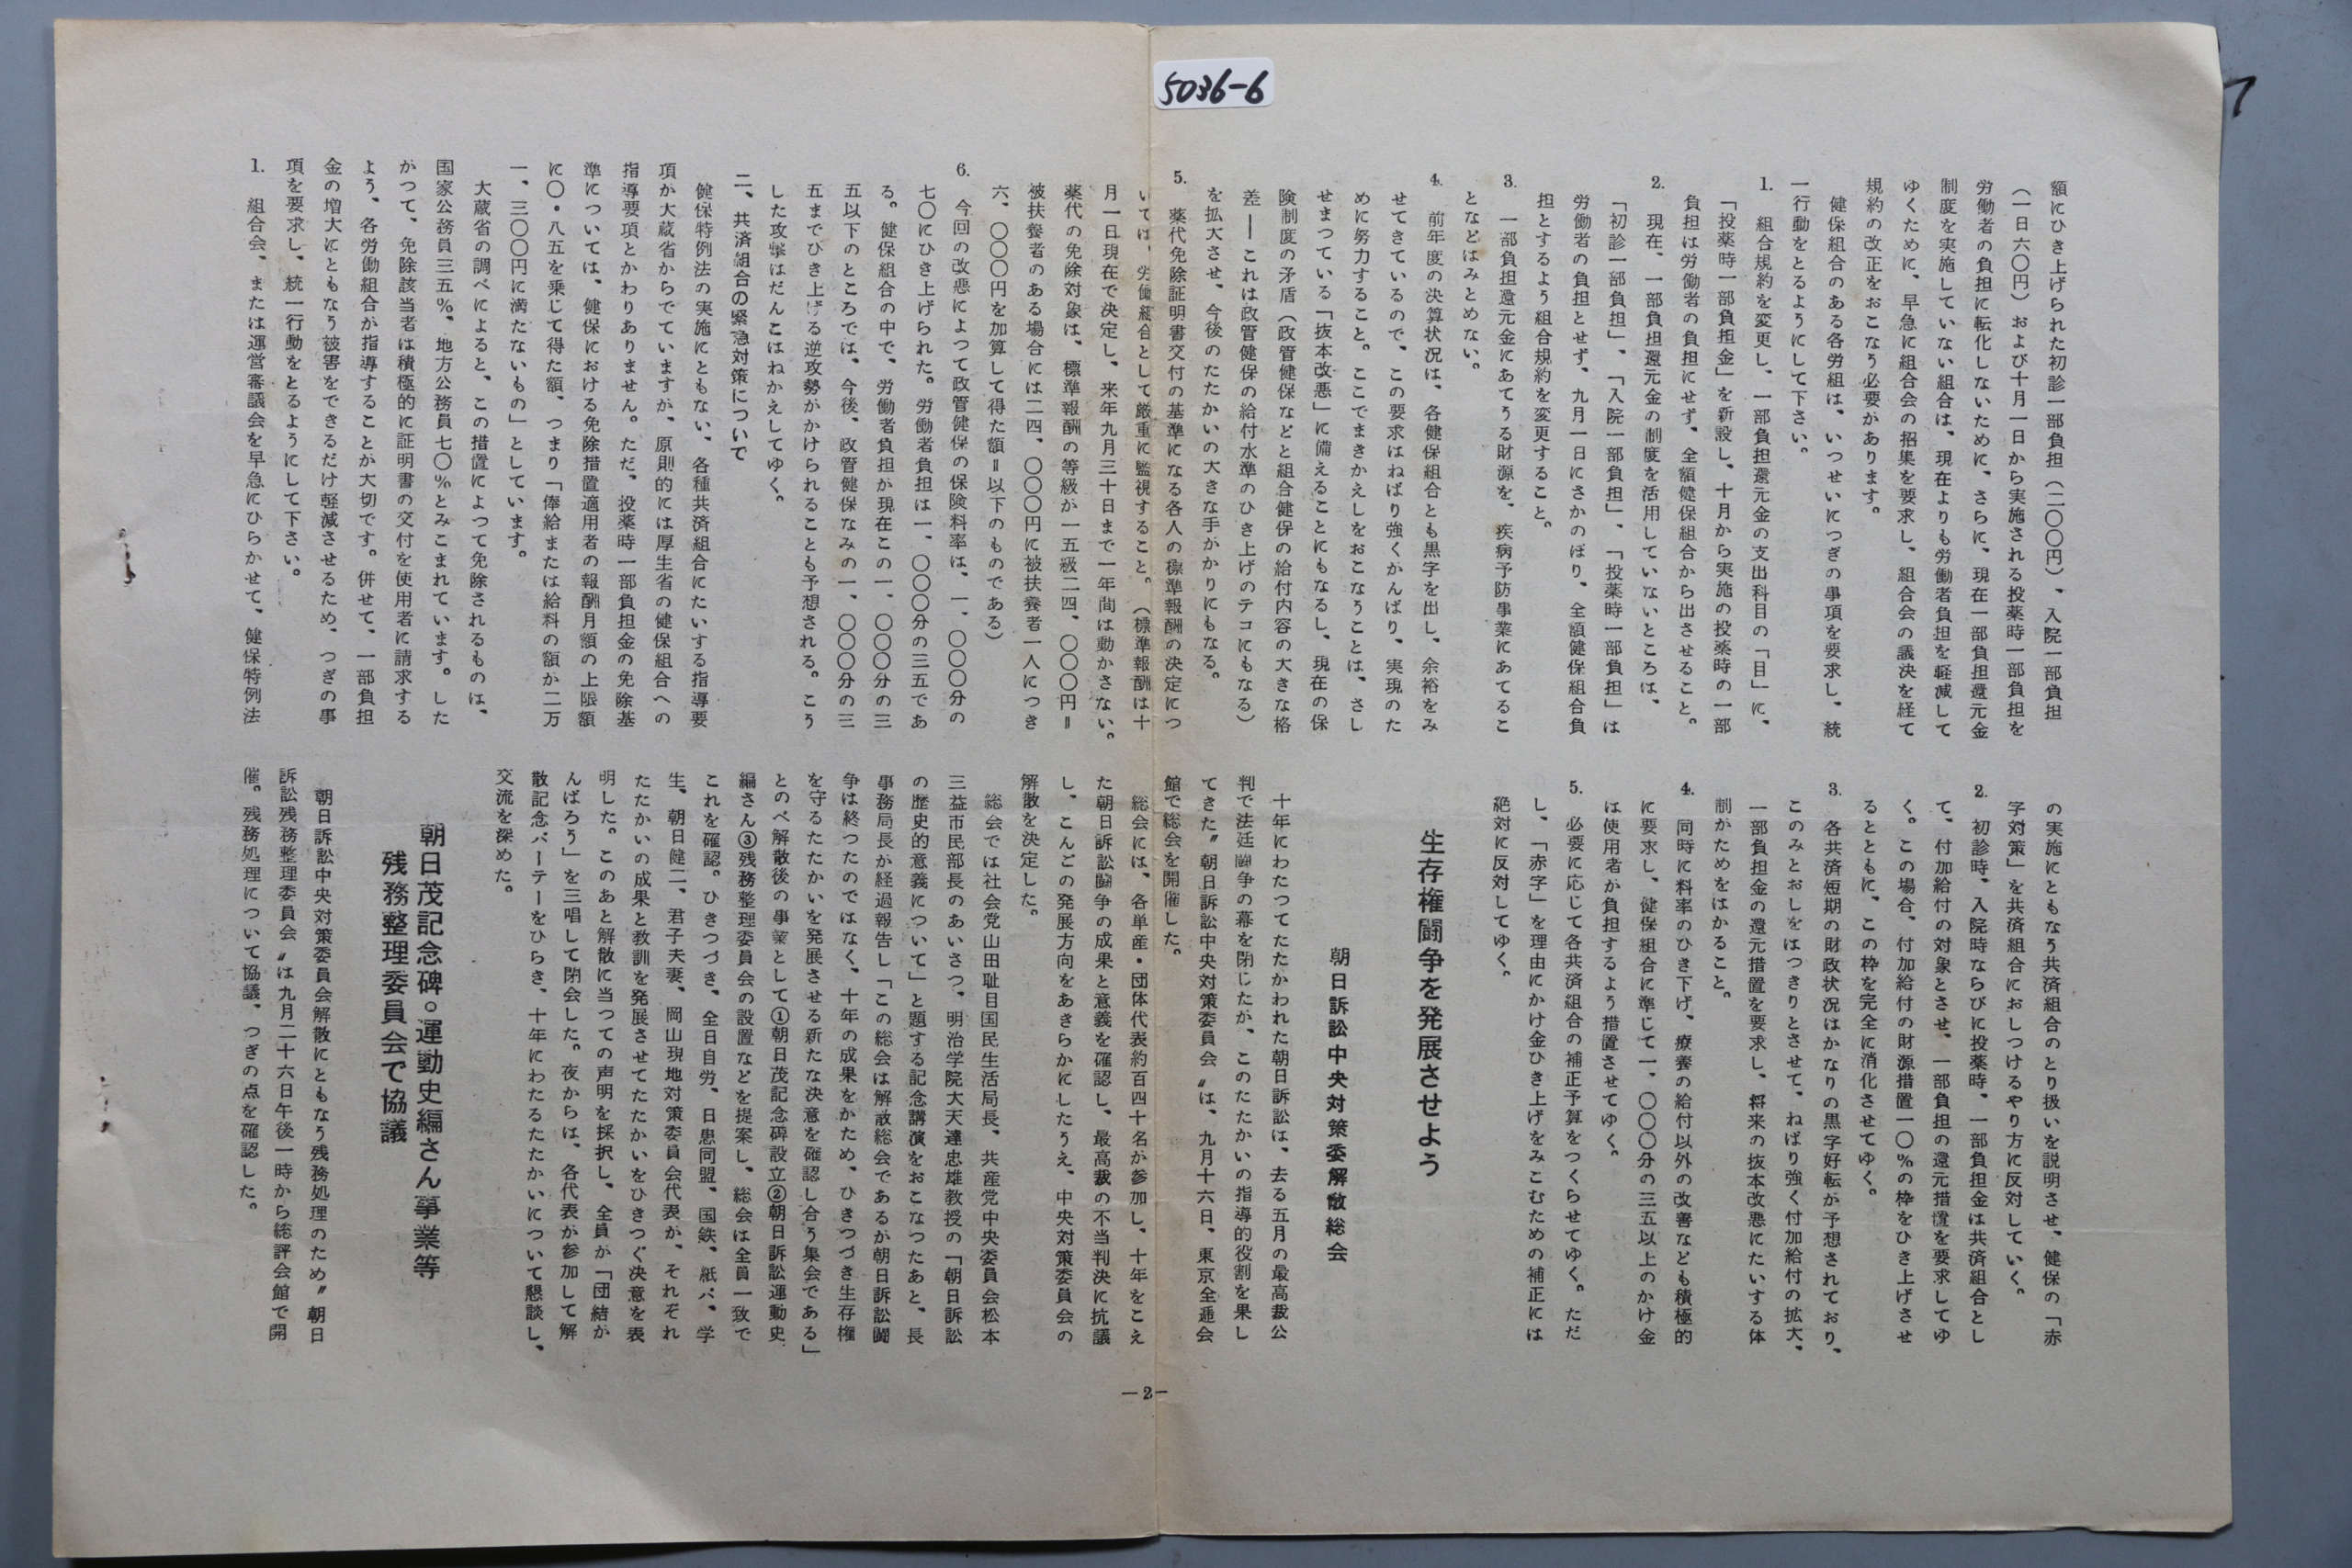 5036-6
額にひき上げられた初診一部負担(二〇〇円)、入院一部負担
(一日六〇円)および十月一日から実施される投薬時一部負担を
労働者の負担に転化しないために、さらに、現在一部負担還元金
制度を実施していない組合は、現在よりも労働者負担を軽減して
ゆくために、早急に組合会の招集を要求し、組合会の議決を経て
規約の改正をおこなう必要があります。
健保組合のある各労組は、いつせいにつぎの事項を要求し、統
一行動をとるようにして下さい。
1. 組合規約を変更し、一部負担還元金の支出科目の「目」に、
「投薬時一部負担金」を新設し、十月から実施の投薬時の一部
負担は労働者の負担にせず、全額健保組合から出させること。
2. 現在、一部負担還元金の制度を活用していないところは、
「初診一部負担」、「入院一部負担」、「投薬時一部負担」は
労働者の負担とせず、九月一日にさかのぼり、全額健保組合負
担とするよう組合規約を変更すること。
3. 一部負担還元金にあてうる財源を、疾病予防事業にあてるこ
となどはみとめない。
4. 前年度の決算状況は、各健保組合とも黒字を出し、余裕をみ
せてきているので、この要求はねばり強くがんばり、実現のた
めに努力すること。ここでまきかえしをおこなうことは、さし
せまつている「抜本改悪」に備えることにもなるし、現在の保
険制度の矛盾(政管健保などと組合健保の給付内容の大きな格
差――これは政管健保の給付水準のひき上げのテコにもなる)
を拡大させ、今後のたたかいの大きな手がかりにもなる。
5. 薬代免除証明書交付の基準になる各人の標準報酬の決定につ
いては、労働組合として厳重に監視すること。(標準報酬は十
月一日現在で決定し、来年九月三十日まで一年間は動かさない。
薬代の免除対象は、標準報酬の等級が一五級二四、〇〇〇円＝
被扶養者のある場合には二四、〇〇〇円に被扶養者一人につき
六、〇〇〇円を加算して得た額＝以下のものである)
6. 今回の改悪によつて政管健保の保険料率は、一、〇〇〇分の
七〇にひき上げられた。労働者負担は一、〇〇〇分の三五であ
る。健保組合の中で、労働者負担が現在この一、〇〇〇分の三
五以下のところでは、今後、政管健保なみの一、〇〇〇分の三
五までひき上げる逆攻勢がかけられることも予想される。こう
した攻撃はだんこはねかえしてゆく。
二、共済組合の緊急対策について
健保特例法の実施にともない、各種共済組合にたいする指導要
項が大蔵省からでていますが、原則的には厚生省の健保組合への
指導要項とかわりありません。ただ、投薬時一部負担金の免除基
準については、健保における免除措置適用者の報酬月額の上限額
に〇・八五を乗じて得た額、つまり「俸給または給料の額が二万
一、三〇〇円に満たないもの」としています。
大蔵省の調べによると、この措置によつて免除されるものは、
国家公務員三五%、地方公務員七〇%とみこまれています。した
がつて、免除該当者は積極的に証明書の交付を使用者に請求する
よう、各労働組合が指導することが大切です。併せて、一部負担
金の増大にともなう被害をできるだけ軽減させるため、つぎの事
項を要求し、統一行動をとるようにして下さい。
1. 組合会、または運営審議会を早急にひらかせて、健保特例法
の実施にともなう共済組合のとり扱いを説明させ、健保の「赤
字対策」を共済組合におしつけるやり方に反対していく。
2. 初診時、入院時ならびに投薬時、一部負担金は共済組合とし
て、付加給付の対象とさせ、一部負担の還元措置を要求してゆ
く。この場合、付加給付の財源措置一〇%の枠をひき上げさせ
るとともに、この枠を完全に消化させてゆく。
3. 各共済短期の財政状況はかなりの黒字好転が予想されており、
このみとおしをはつきりとさせて、ねばり強く付加給付の拡大、
一部負担金の還元措置を要求し、将来の抜本改悪にたいする体
制がためをはかること。
4. 同時に料率のひき下げ、療養の給付以外の改善なども積極的
に要求し、健保組合に準じて一、〇〇〇分の三五以上のかけ金
は使用者が負担するよう措置させてゆく。
5. 必要に応じて各共済組合の補正予算をつくらせてゆく。ただ
し、「赤字」を理由にかけ金ひき上げをみこむための補正には
絶対に反対してゆく。
生存権闘争を発展させよう
朝日訴訟中央対策委解散総会
十年にわたつてたたかわれた朝日訴訟は、去る五月の最高裁公
判で法廷闘争の幕を閉じたが、このたたかいの指導的役割を果し
てきた〝朝日訴訟中央対策委員会〟は、九月十六日、東京全逓会
館で総会を開催した。
総会には、各単産・団体代表約百四十名が参加し、十年をこえ
た朝日訴訟闘争の成果と意義を確認し、最高裁の不当判決に抗議
し、こんごの発展方向をあきらかにしたうえ、中央対策委員会の
解散を決定した。
総会では社会党山田耻目国民生活局長、共産党中央委員会松本
三益市民部長のあいさつ、明治学院大天達忠雄教授の「朝日訴訟
の歴史的意義について」と題する記念講演をおこなつたあと、長
事務局長が経過報告し「この総会は解散総会であるが朝日訴訟闘
争は終つたのではなく、十年の成果をかため、ひきつづき生存権
を守るたたかいを発展させる新たな決意を確認し合う集会である」
とのべ解散後の事業として①朝日茂記念碑設立②朝日訴訟運動史
編さん③残務整理委員会の設置などを提案し、総会は全員一致で
これを確認。ひきつづき、全日自労、日患同盟、国鉄、紙パ、学
生、朝日健二、君子夫妻、岡山現地対策委員会代表が、それぞれ
たたかいの成果と教訓を発展させてたたかいをひきつぐ決意を表
明した。このあと解散に当つての声明を採択し、全員が「団結が
んばろう」を三唱して閉会した。夜からは、各代表が参加して解
散記念パーテーをひらき、十年にわたるたたかいについて懇談し、
交流を深めた。
朝日茂記念碑。運動史編さん事業等
残務整理委員会で協議
朝日訴訟中央対策委員会解散にともなう残務処理のため〝朝日
訴訟残務整理委員会〟は九月二十六日午後一時から総評会館で開
催。残務処理について協議、つぎの点を確認した。
－2－